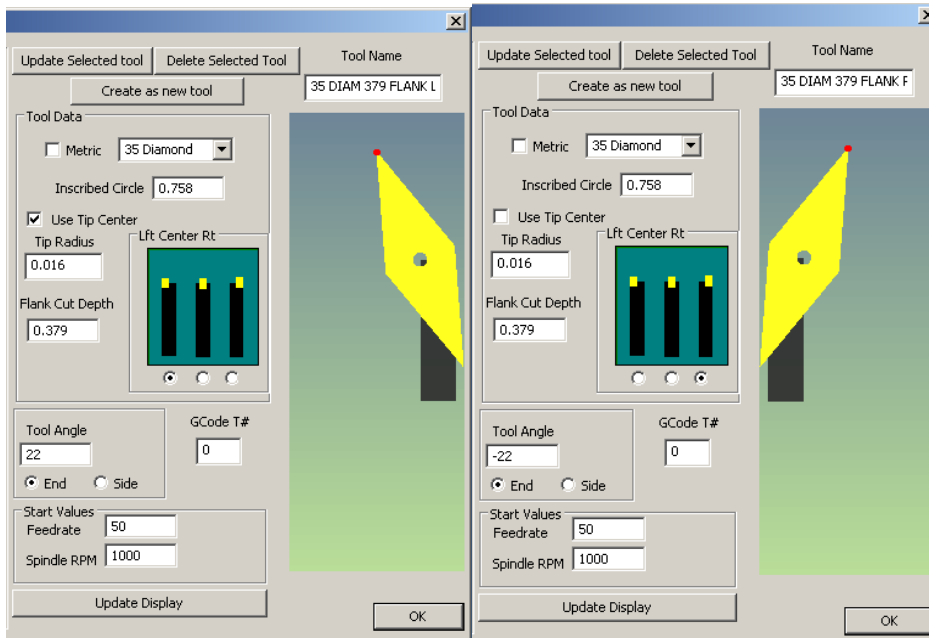 Update Selected tool Delete Selected Tool Tool Name
Create as new tool 35 DIAM 379 FLANK L
Tool Data
Metric 35 Diamond
Inscribed Circle 0.758
Use Tip Center
Tip Radius Lft Center Rt
0.016
Flank Cut Depth
0.379
Tool Angle GCode T#
22 0
End Side
Start Values
Feedrate 50
Spindle RPM 1000
Update Display
OK
Update Selected tool Delete Selected Tool Tool Name
Create as new tool 35 DIAM 379 FLANK F
Tool Data
Metric 35 Diamond
Inscribed Circle 0.758
Use Tip Center
Tip Radius Lft Center Rt
0.016
Flank Cut Depth
0.379
Tool Angle GCode T#
-22 0
End Side
Start Values
Feedrate 50
Spindle RPM 1000
Update Display
OK